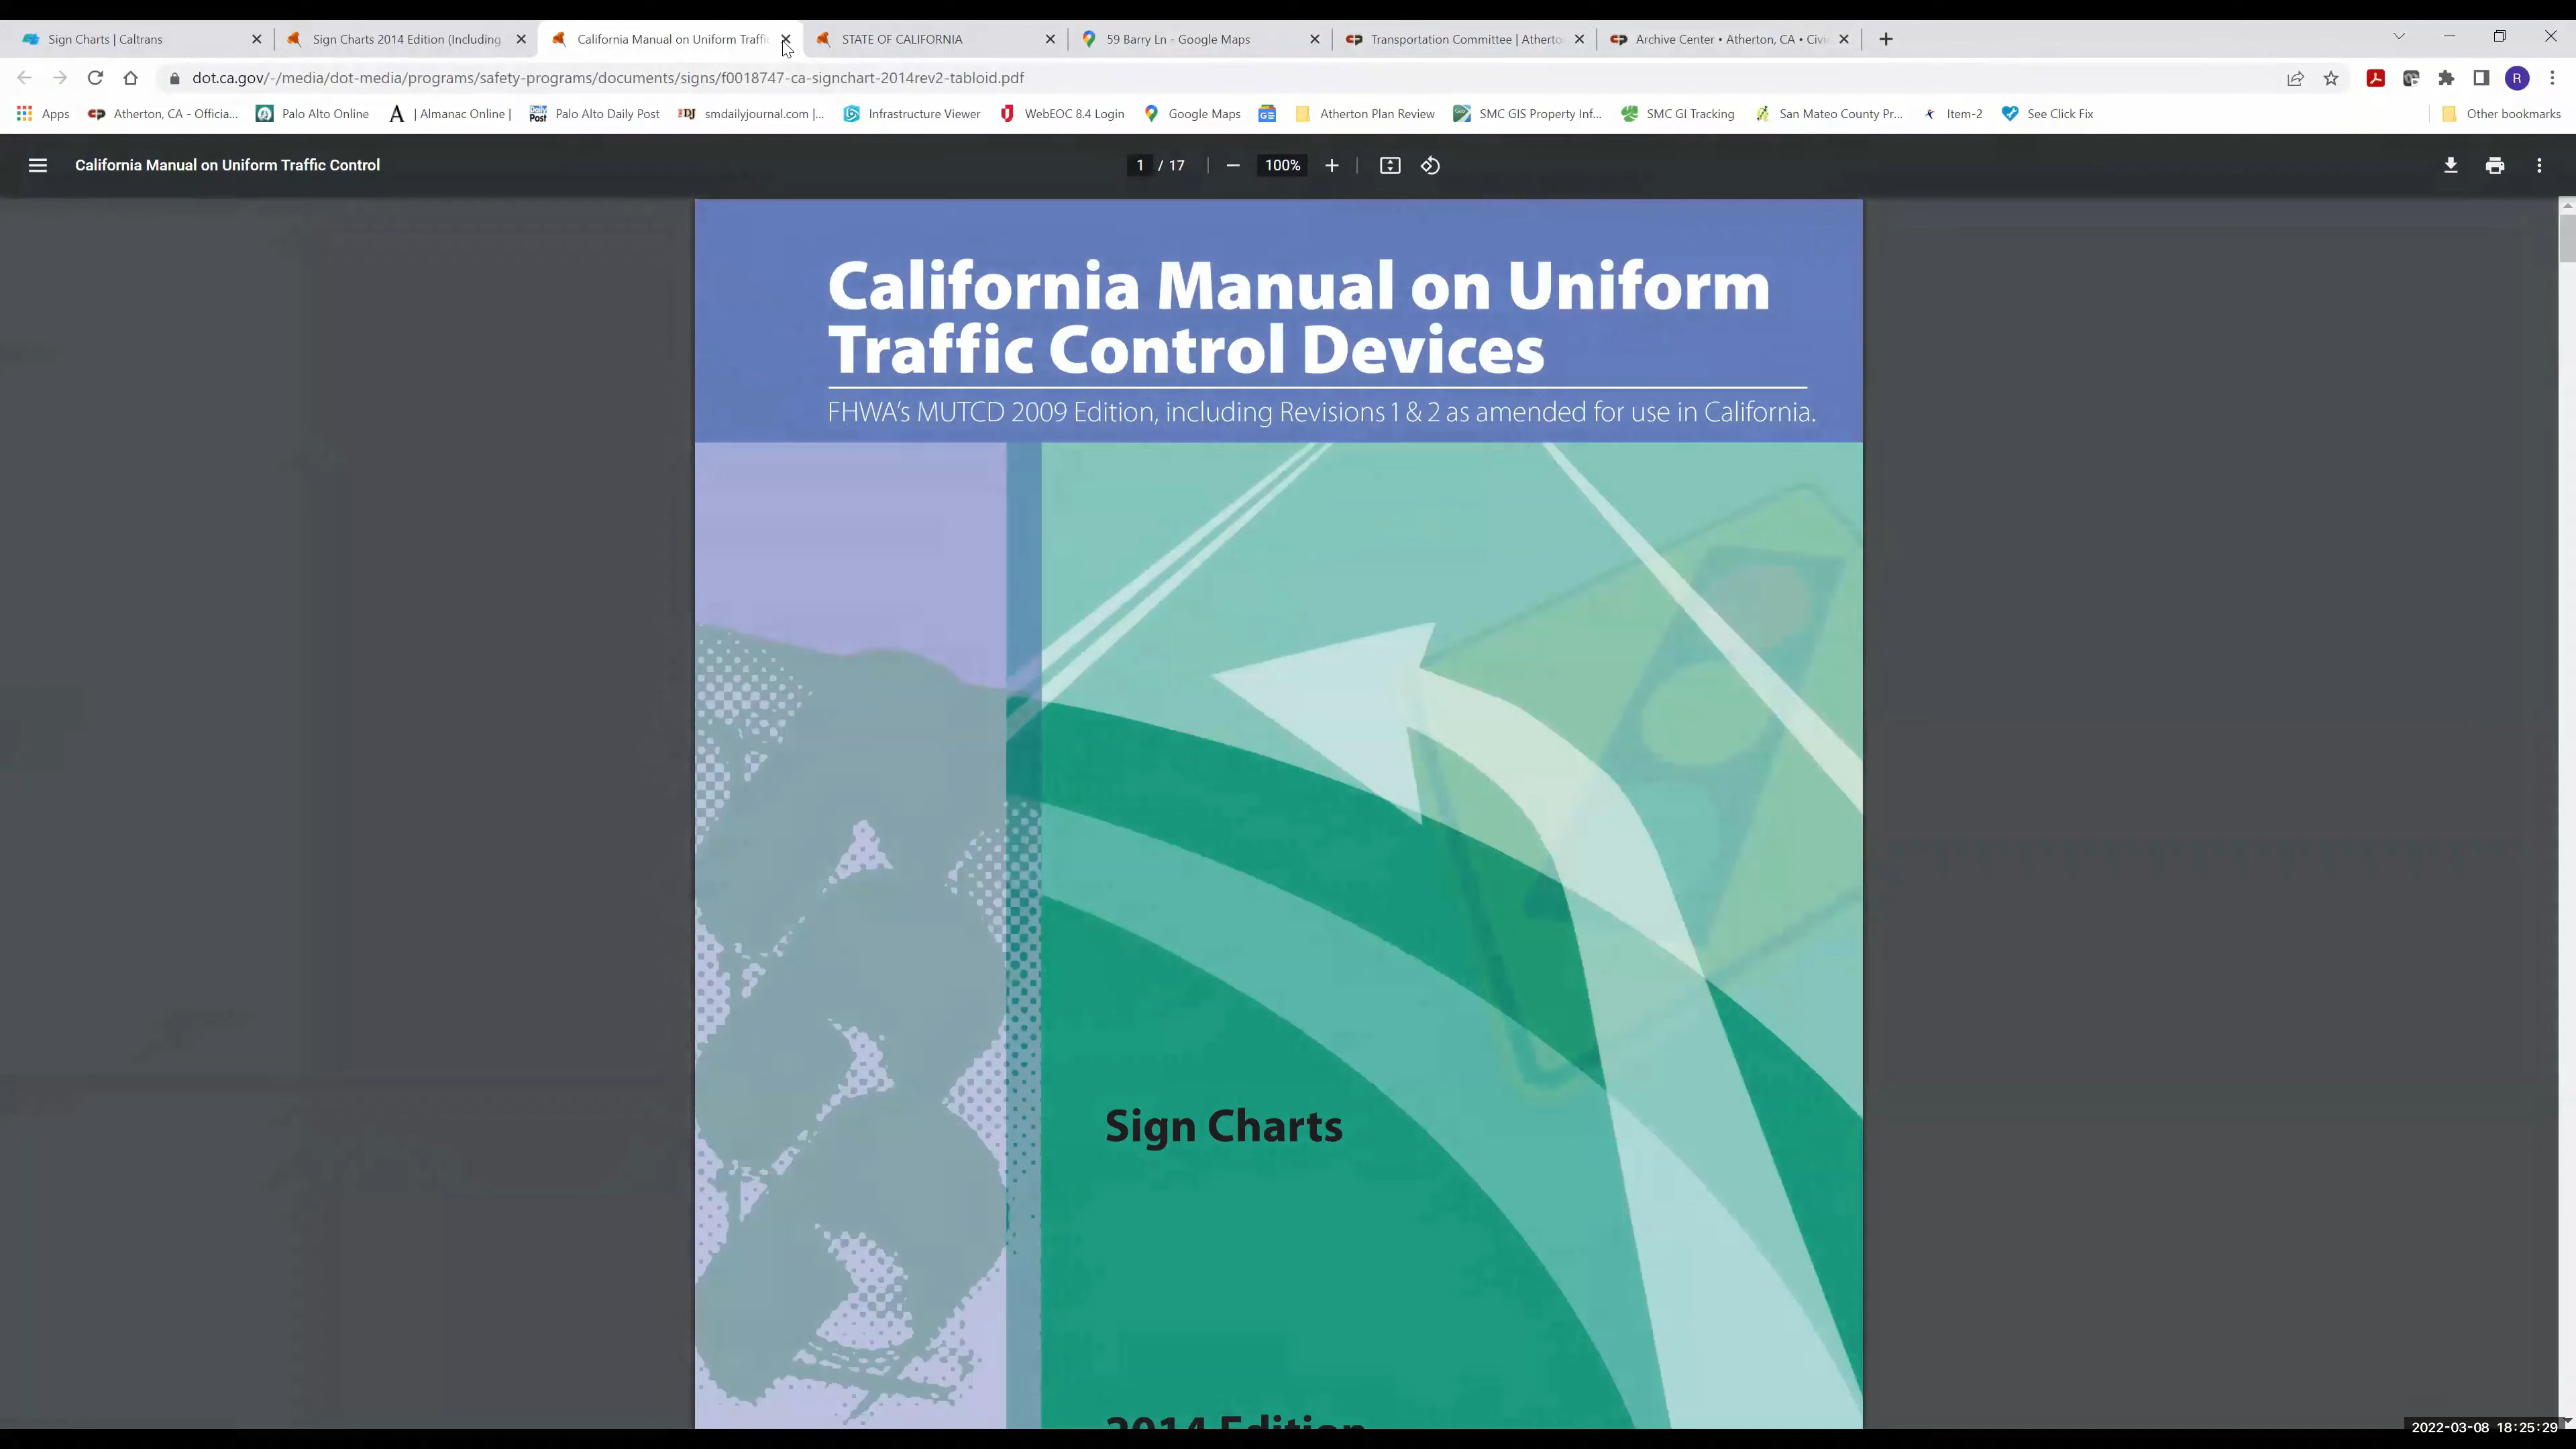 Sign Charts | Caltrans
Sign Charts 2014 Edition (Including
California Manual on Uniform Traffi
STATE OF CALIFORNIA
59 Barry Ln - Google Maps
Transportation Committee | Atherto
Archive Center • Atherton, CA • Civi
dot.ca.gov/-/media/dot-media/programs/safety-programs/documents/signs/f0018747-ca-signchart-2014rev2-tabloid.pdf
R
Apps
Atherton, CA - Officia...
Palo Alto Online
A | Almanac Online |
Daily Post
Palo Alto Daily Post
DJ smdailyjournal.com |...
Infrastructure Viewer
WebEOC 8.4 Login
Google Maps
Atherton Plan Review
SMC GIS Property Inf...
SMC GI Tracking
San Mateo County Pr...
Item-2
See Click Fix
Other bookmarks
California Manual on Uniform Traffic Control
1 / 17
100%
California Manual on Uniform
Traffic Control Devices
FHWA's MUTCD 2009 Edition, including Revisions 1 & 2 as amended for use in California.
Sign Charts
2014 Edition
2022-03-08 18:25:29